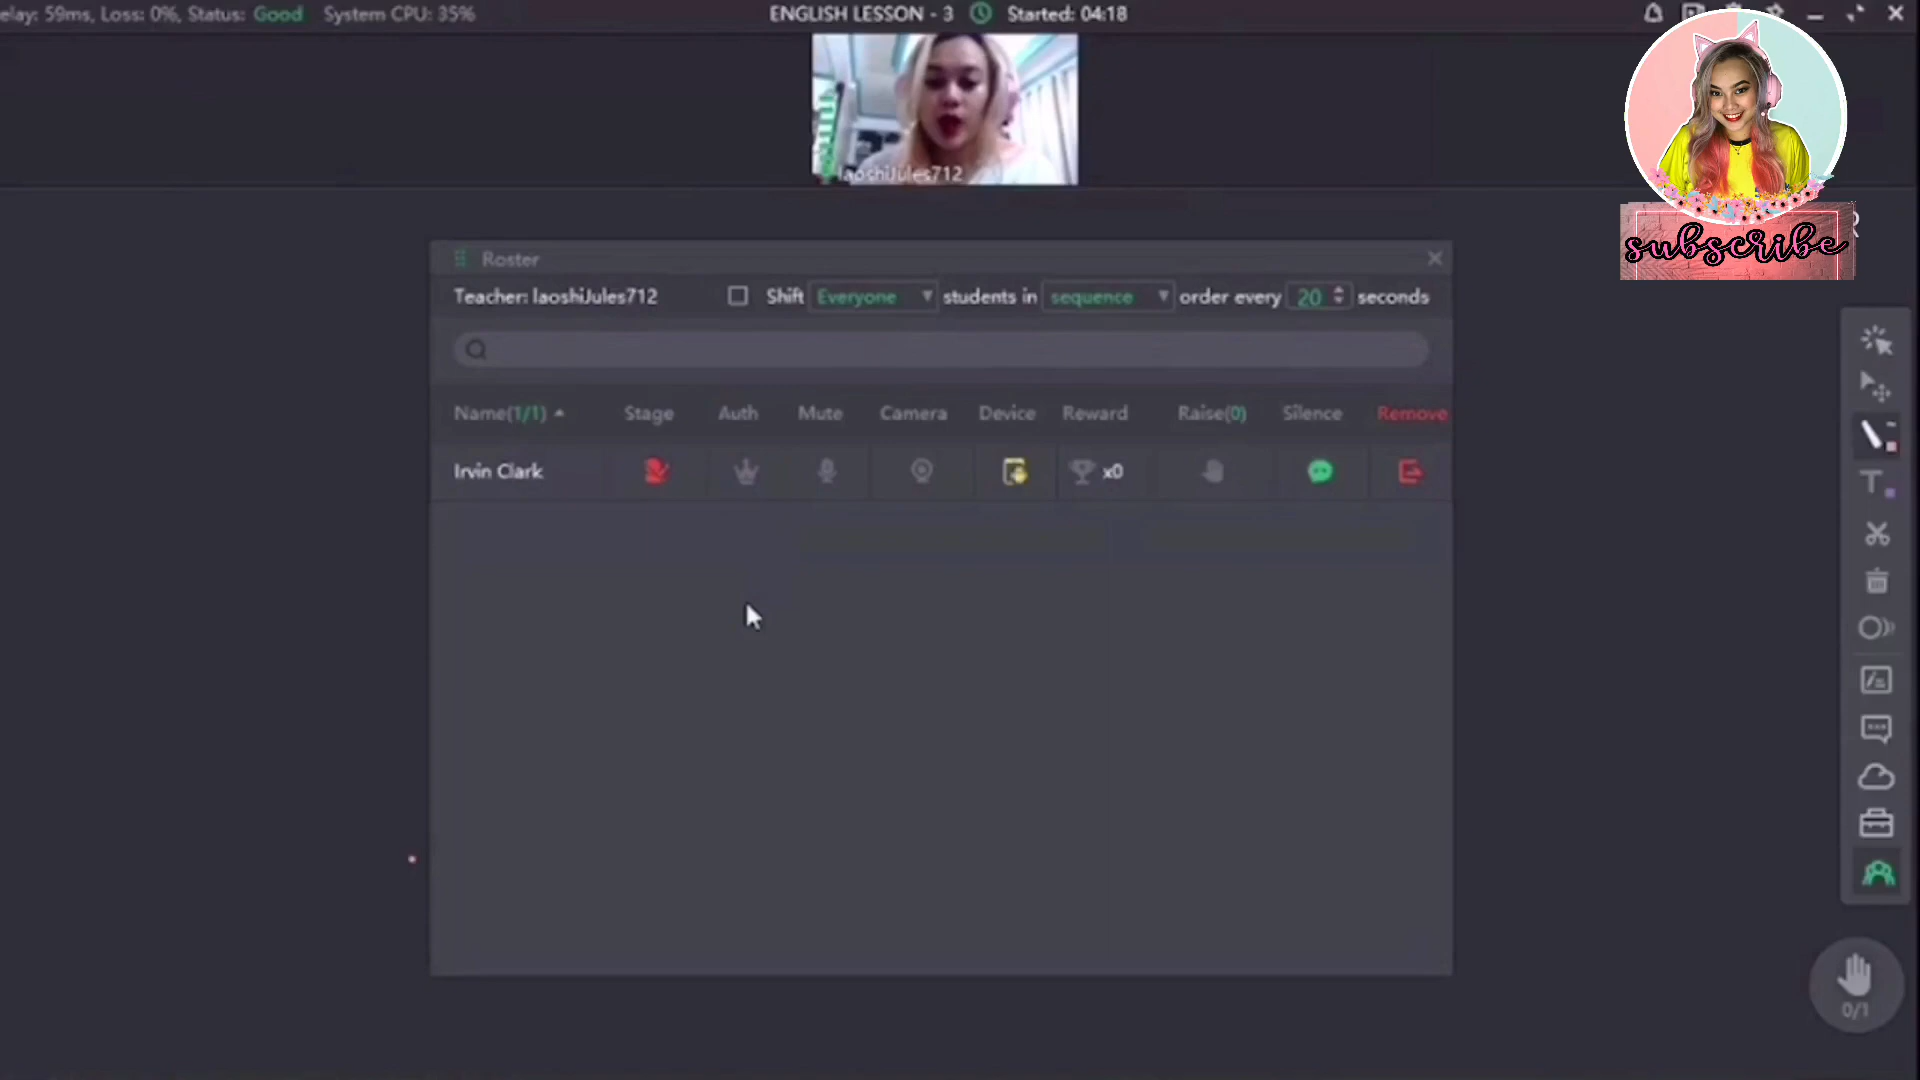 elay: 59ms, Loss: 0%, Status: Good System CPU: 35%
ENGLISH LESSON - 3 Started: 04:18
laoshiJules712
subscribe
Roster
Teacher: laoshiJules712 Shift Everyone students in sequence order every 20 seconds
Name(1/1) Stage Auth Mute Camera Device Reward Raise(0) Silence Remove
Irvin Clark x0
0/1